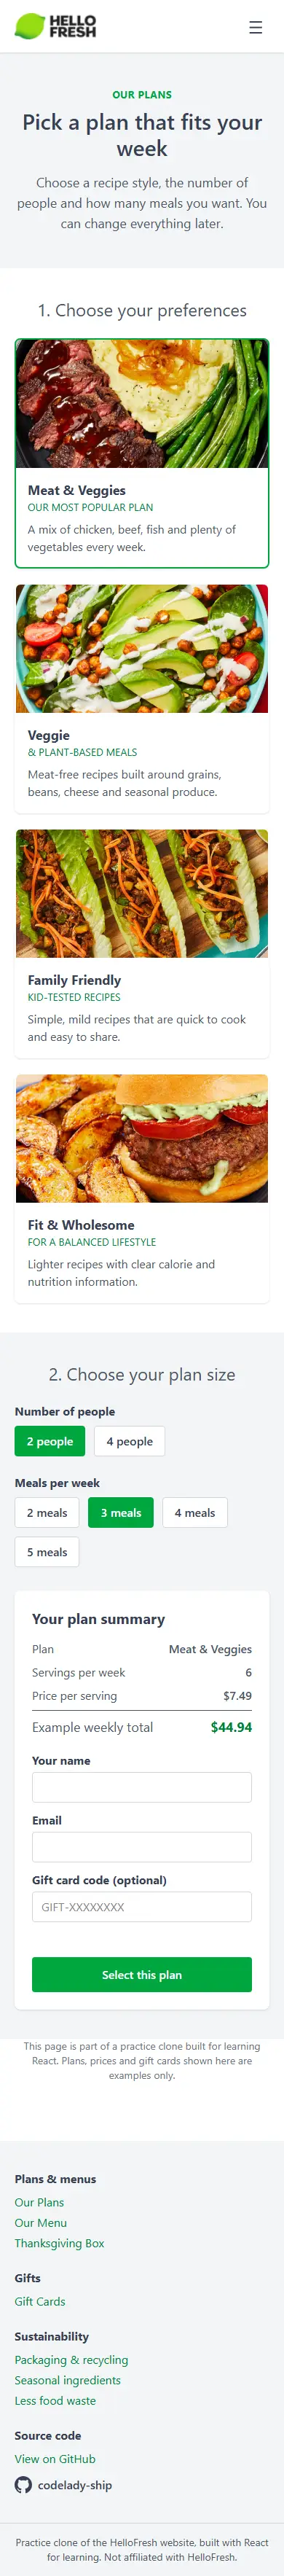 HELLO
FRESH
☰
OUR PLANS
Pick a plan that fits your
week
Choose a recipe style, the number of
people and how many meals you want. You
can change everything later.
1. Choose your preferences
Meat & Veggies
OUR MOST POPULAR PLAN
A mix of chicken, beef, fish and plenty of
vegetables every week.
Veggie
& PLANT-BASED MEALS
Meat-free recipes built around grains,
beans, cheese and seasonal produce.
Family Friendly
KID-TESTED RECIPES
Simple, mild recipes that are quick to cook
and easy to share.
Fit & Wholesome
FOR A BALANCED LIFESTYLE
Lighter recipes with clear calorie and
nutrition information.
2. Choose your plan size
Number of people
2 people 4 people
Meals per week
2 meals 3 meals 4 meals
5 meals
Your plan summary
Plan Meat & Veggies
Servings per week 6
Price per serving $7.49
Example weekly total $44.94
Your name
Email
Gift card code (optional)
GIFT-XXXXXXXX
Select this plan
This page is part of a practice clone built for learning
React. Plans, prices and gift cards shown here are
examples only.
Plans & menus
Our Plans
Our Menu
Thanksgiving Box
Gifts
Gift Cards
Sustainability
Packaging & recycling
Seasonal ingredients
Less food waste
Source code
View on GitHub
codelady-ship
Practice clone of the HelloFresh website, built with React
for learning. Not affiliated with HelloFresh.